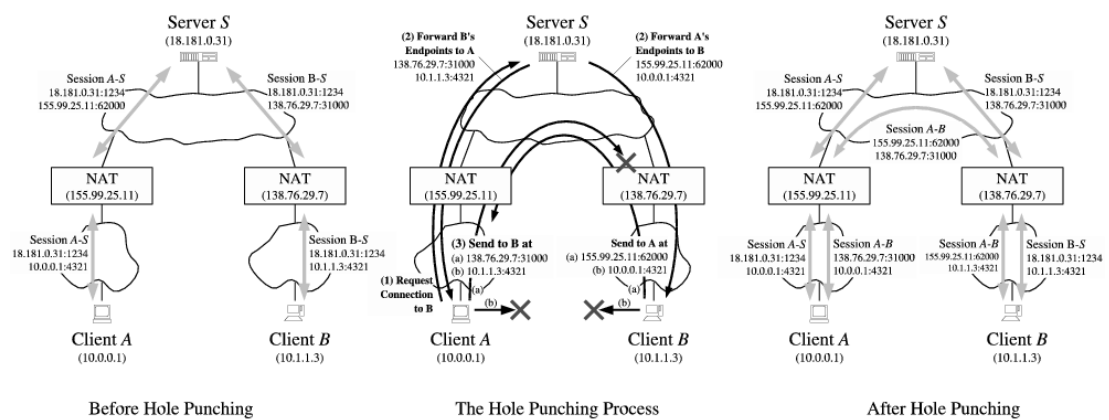 Server S
(18.181.0.31)
Session A-S
18.181.0.31:1234
155.99.25.11:62000
Session B-S
18.181.0.31:1234
138.76.29.7:31000
NAT
(155.99.25.11)
NAT
(138.76.29.7)
Session A-S
18.181.0.31:1234
10.0.0.1:4321
Session B-S
18.181.0.31:1234
10.1.1.3:4321
Client A
(10.0.0.1)
Client B
(10.1.1.3)
Before Hole Punching
Server S
(18.181.0.31)
(2) Forward B's
Endpoints to A
138.76.29.7:31000
10.1.1.3:4321
(2) Forward A's
Endpoints to B
155.99.25.11:62000
10.0.0.1:4321
NAT
(155.99.25.11)
NAT
(138.76.29.7)
(3) Send to B at
(a) 138.76.29.7:31000
(b) 10.1.1.3:4321
Send to A at
(a) 155.99.25.11:62000
(b) 10.0.0.1:4321
(1) Request
Connection
to B
(a)
(b)
(a)
(b)
Client A
(10.0.0.1)
Client B
(10.1.1.3)
The Hole Punching Process
Server S
(18.181.0.31)
Session A-S
18.181.0.31:1234
155.99.25.11:62000
Session B-S
18.181.0.31:1234
138.76.29.7:31000
Session A-B
155.99.25.11:62000
138.76.29.7:31000
NAT
(155.99.25.11)
NAT
(138.76.29.7)
Session A-S
18.181.0.31:1234
10.0.0.1:4321
Session A-B
138.76.29.7:31000
10.0.0.1:4321
Session A-B
155.99.25.11:62000
10.1.1.3:4321
Session B-S
18.181.0.31:1234
10.1.1.3:4321
Client A
(10.0.0.1)
Client B
(10.1.1.3)
After Hole Punching